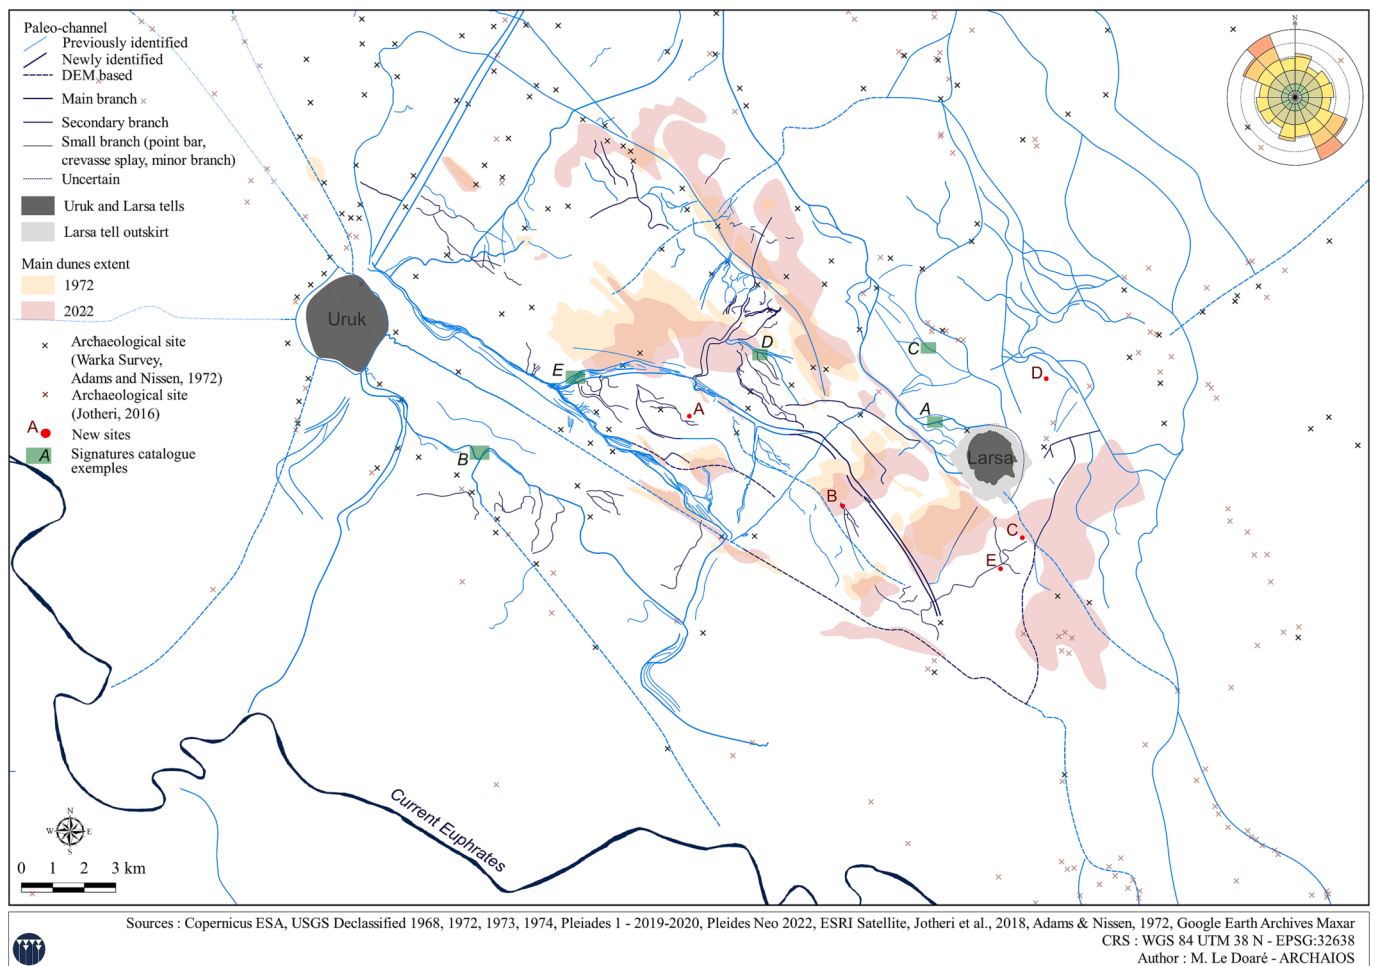 Paleo-channel
Previously identified
Newly identified
DEM based
Main branch
Secondary branch
Small branch (point bar,
crevasse splay, minor branch)
Uncertain
Uruk and Larsa tells
Larsa tell outskirt
Main dunes extent
1972
2022
Archaeological site
(Warka Survey,
Adams and Nissen, 1972)
Archaeological site
(Jotheri, 2016)
A
New sites
A
Signatures catalogue
exemples
N
Uruk
Larsa
E
D
C
A
B
A
B
C
D
E
Current Euphrates
N
W
E
S
0 1 2 3 km
Sources : Copernicus ESA, USGS Declassified 1968, 1972, 1973, 1974, Pleiades 1 - 2019-2020, Pleides Neo 2022, ESRI Satellite, Jotheri et al., 2018, Adams & Nissen, 1972, Google Earth Archives Maxar
CRS : WGS 84 UTM 38 N - EPSG:32638
Author : M. Le Doaré - ARCHAIOS